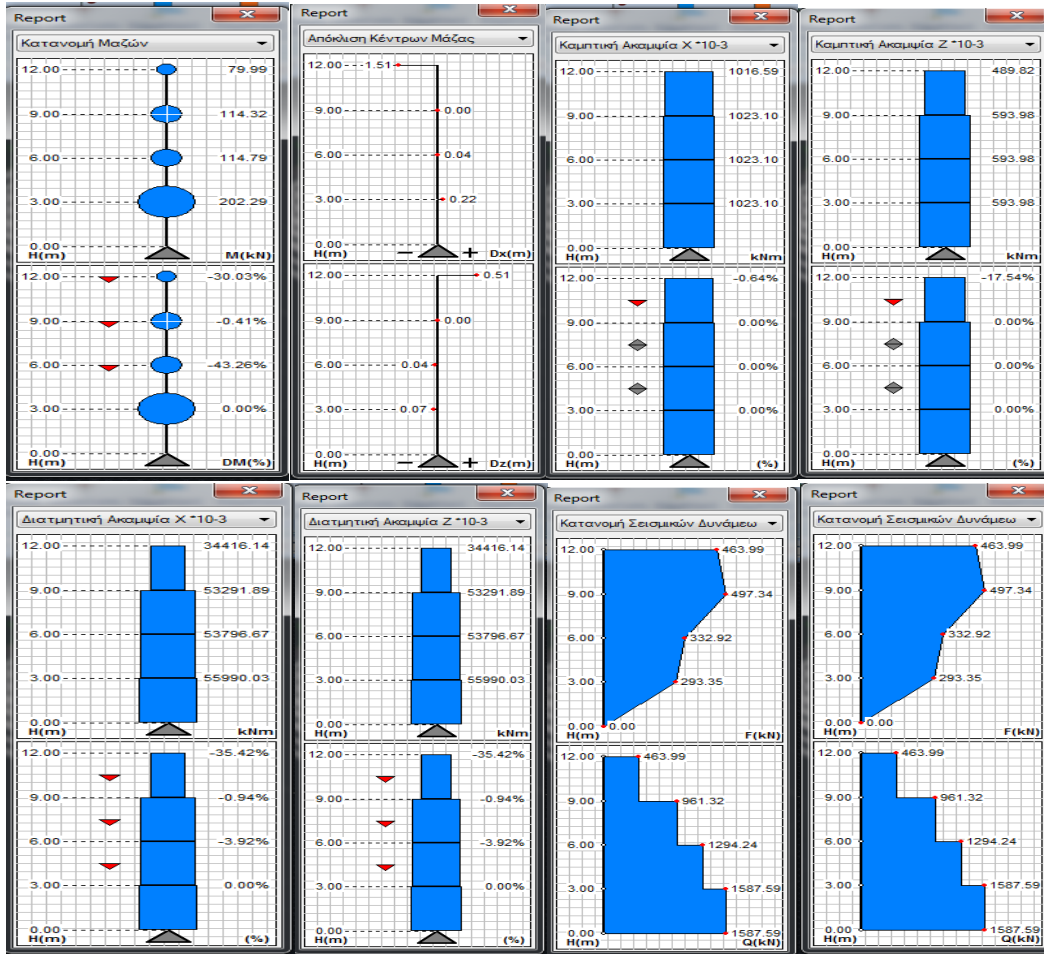 Report
Κατανομή Μαζών
12.00 79.99
9.00 114.32
6.00 114.79
3.00 202.29
0.00
H(m) M(kN)
12.00 -30.03%
9.00 -0.41%
6.00 -43.26%
3.00 0.00%
0.00
H(m) DM(%)
Report
Απόκλιση Κέντρων Μάζας
12.00 1.51
9.00 0.00
6.00 0.04
3.00 0.22
0.00
H(m) − + Dx(m)
12.00 0.51
9.00 0.00
6.00 0.04
3.00 0.07
0.00
H(m) − + Dz(m)
Report
Καμπτική Ακαμψία X *10-3
12.00 1016.59
9.00 1023.10
6.00 1023.10
3.00 1023.10
0.00
H(m) kNm
12.00 -0.64%
9.00 0.00%
6.00 0.00%
3.00 0.00%
0.00
H(m) (%)
Report
Καμπτική Ακαμψία Z *10-3
12.00 489.82
9.00 593.98
6.00 593.98
3.00 593.98
0.00
H(m) kNm
12.00 -17.54%
9.00 0.00%
6.00 0.00%
3.00 0.00%
0.00
H(m) (%)
Report
Διατμητική Ακαμψία X *10-3
12.00 34416.14
9.00 53291.89
6.00 53796.67
3.00 55990.03
0.00
H(m) kNm
12.00 -35.42%
9.00 -0.94%
6.00 -3.92%
3.00 0.00%
0.00
H(m) (%)
Report
Διατμητική Ακαμψία Z *10-3
12.00 34416.14
9.00 53291.89
6.00 53796.67
3.00 55990.03
0.00
H(m) kNm
12.00 -35.42%
9.00 -0.94%
6.00 -3.92%
3.00 0.00%
0.00
H(m) (%)
Report
Κατανομή Σεισμικών Δυνάμεω
12.00 463.99
9.00 497.34
6.00 332.92
3.00 293.35
0.00 0.00
H(m) F(kN)
12.00 463.99
9.00 961.32
6.00 1294.24
3.00 1587.59
0.00 1587.59
H(m) Q(kN)
Report
Κατανομή Σεισμικών Δυνάμεω
12.00 463.99
9.00 497.34
6.00 332.92
3.00 293.35
0.00 0.00
H(m) F(kN)
12.00 463.99
9.00 961.32
6.00 1294.24
3.00 1587.59
0.00 1587.59
H(m) Q(kN)